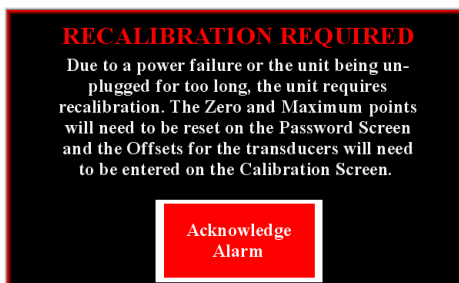 RECALIBRATION REQUIRED
Due to a power failure or the unit being un-
plugged for too long, the unit requires
recalibration. The Zero and Maximum points
will need to be reset on the Password Screen
and the Offsets for the transducers will need
to be entered on the Calibration Screen.
Acknowledge
Alarm